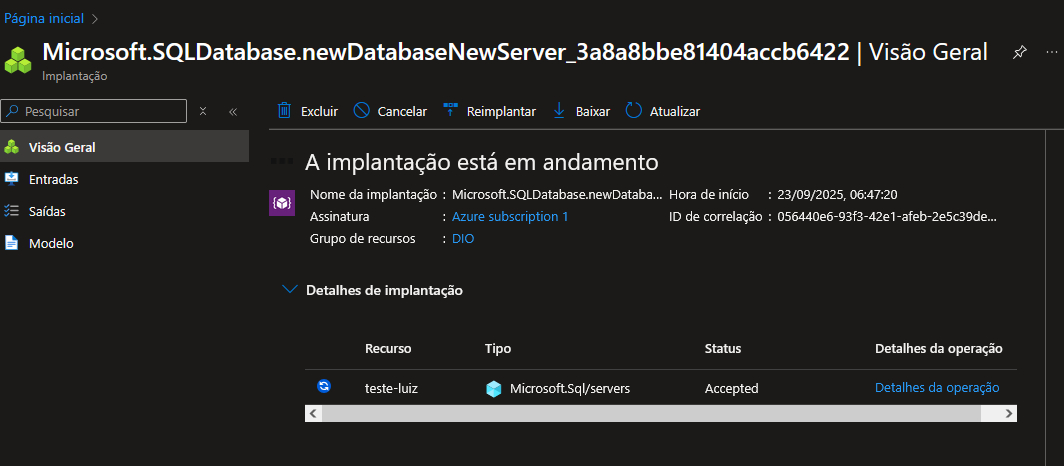 Página inicial >
Microsoft.SQLDatabase.newDatabaseNewServer_3a8a8bbe81404accb6422 | Visão Geral
Implantação
Pesquisar
Excluir Cancelar Reimplantar Baixar Atualizar
Visão Geral
Entradas
Saídas
Modelo
A implantação está em andamento
Nome da implantação : Microsoft.SQLDatabase.newDataba...
Assinatura : Azure subscription 1
Grupo de recursos : DIO
Hora de início : 23/09/2025, 06:47:20
ID de correlação : 056440e6-93f3-42e1-afeb-2e5c39de...
Detalhes de implantação
Recurso Tipo Status Detalhes da operação
teste-luiz Microsoft.Sql/servers Accepted Detalhes da operação